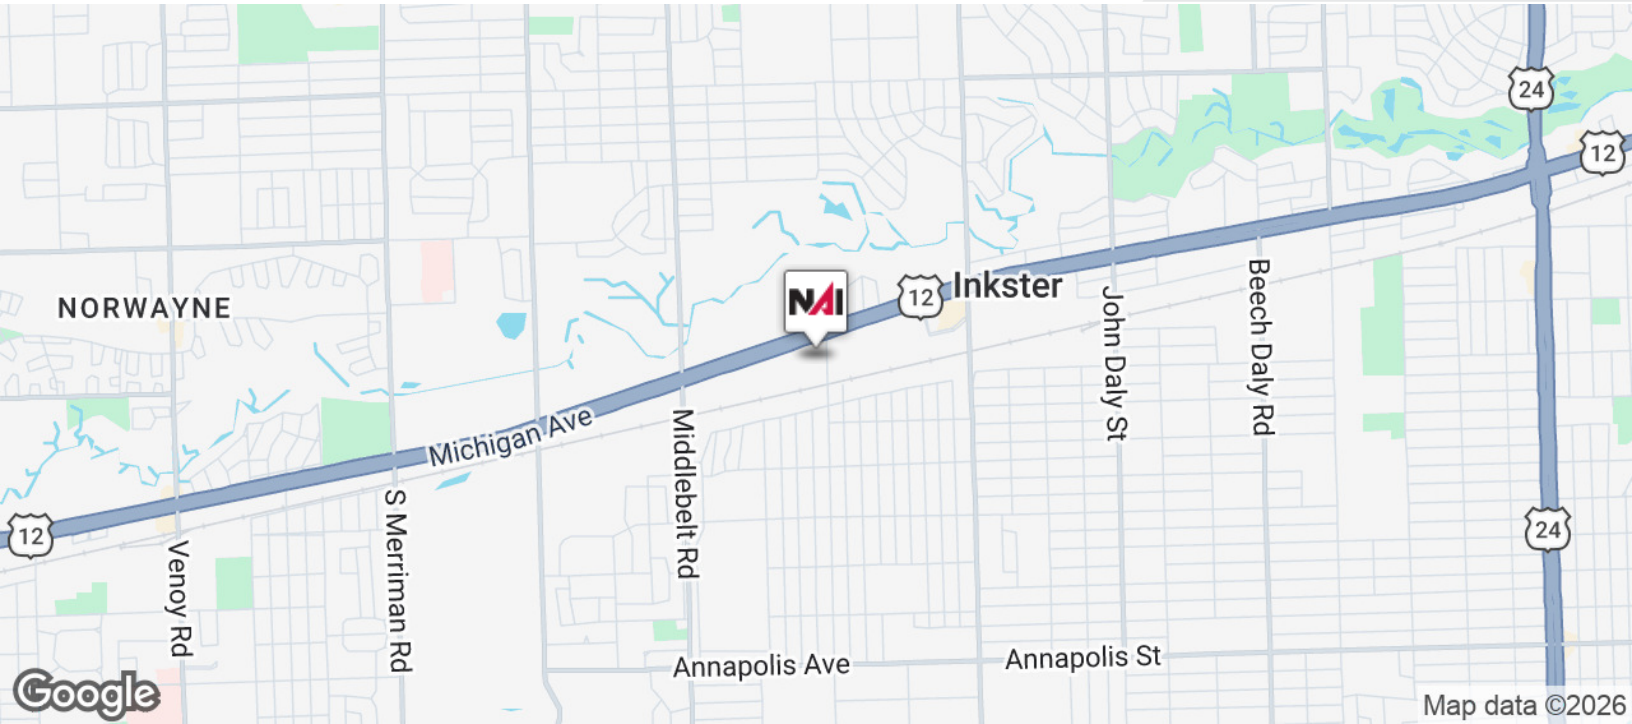 24
12
NAI
12
Inkster
NORWAYNE
Beech Daly Rd
John Daly St
Michigan Ave
Middlebelt Rd
S Merriman Rd
12
24
Venoy Rd
Annapolis Ave
Annapolis St
Google
Map data ©2026